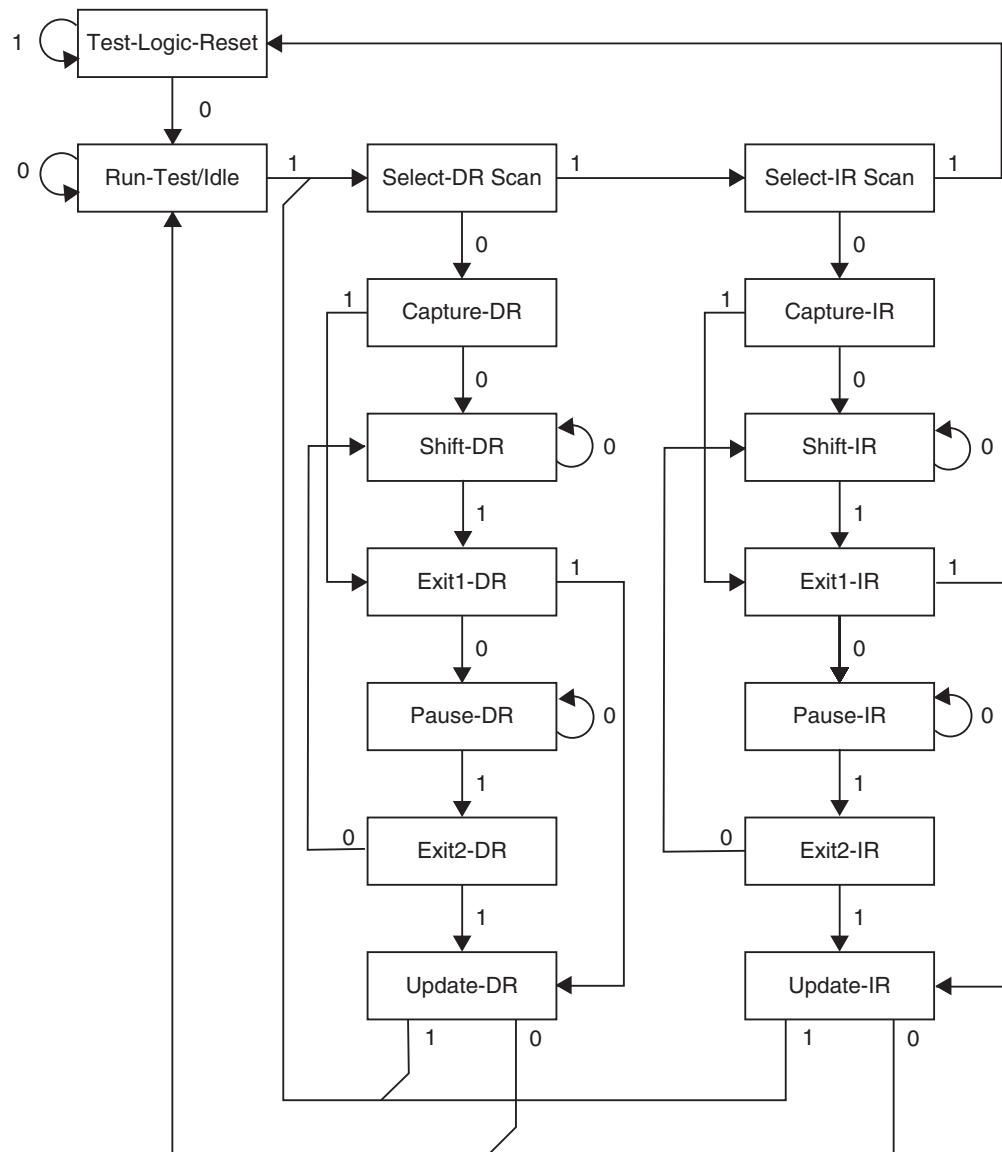 1
Test-Logic-Reset
0
0
Run-Test/Idle
1
Select-DR Scan
1
Select-IR Scan
1
0
0
1
Capture-DR
1
Capture-IR
0
0
Shift-DR
0
Shift-IR
0
1
1
Exit1-DR
1
Exit1-IR
1
0
0
Pause-DR
0
Pause-IR
0
1
1
0
Exit2-DR
0
Exit2-IR
1
1
Update-DR
Update-IR
1
0
1
0